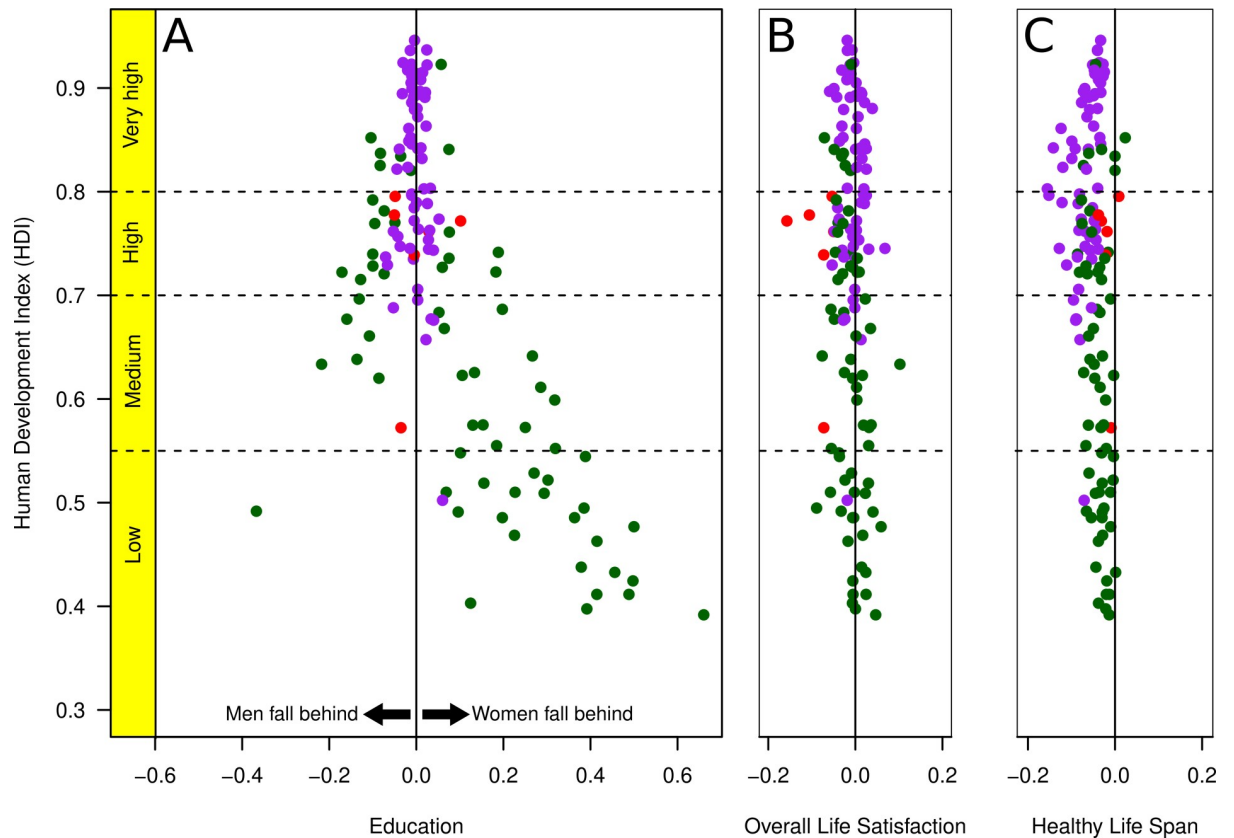 A
B
C
Human Development Index (HDI)
Very high
High
Medium
Low
0.9
0.8
0.7
0.6
0.5
0.4
0.3
Men fall behind
Women fall behind
−0.6 −0.4 −0.2 0.0 0.2 0.4 0.6
−0.2 0.0 0.2
−0.2 0.0 0.2
Education
Overall Life Satisfaction
Healthy Life Span